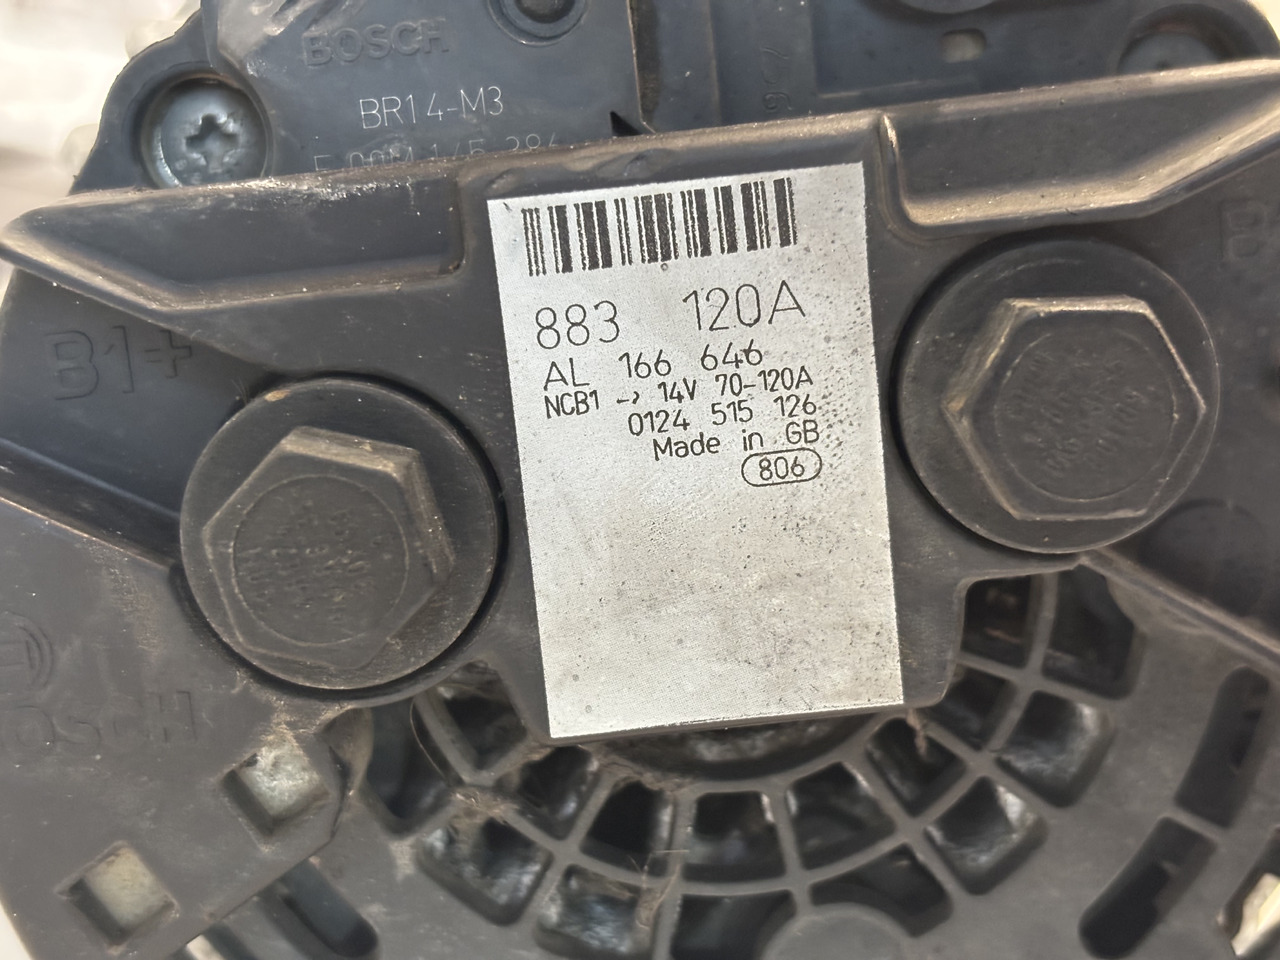 BOSCH
BR14-M3
883 120A
AL 166 646
NCB1 -> 14V 70-120A
0124 515 126
Made in GB
806
B1+
B
BOSCH